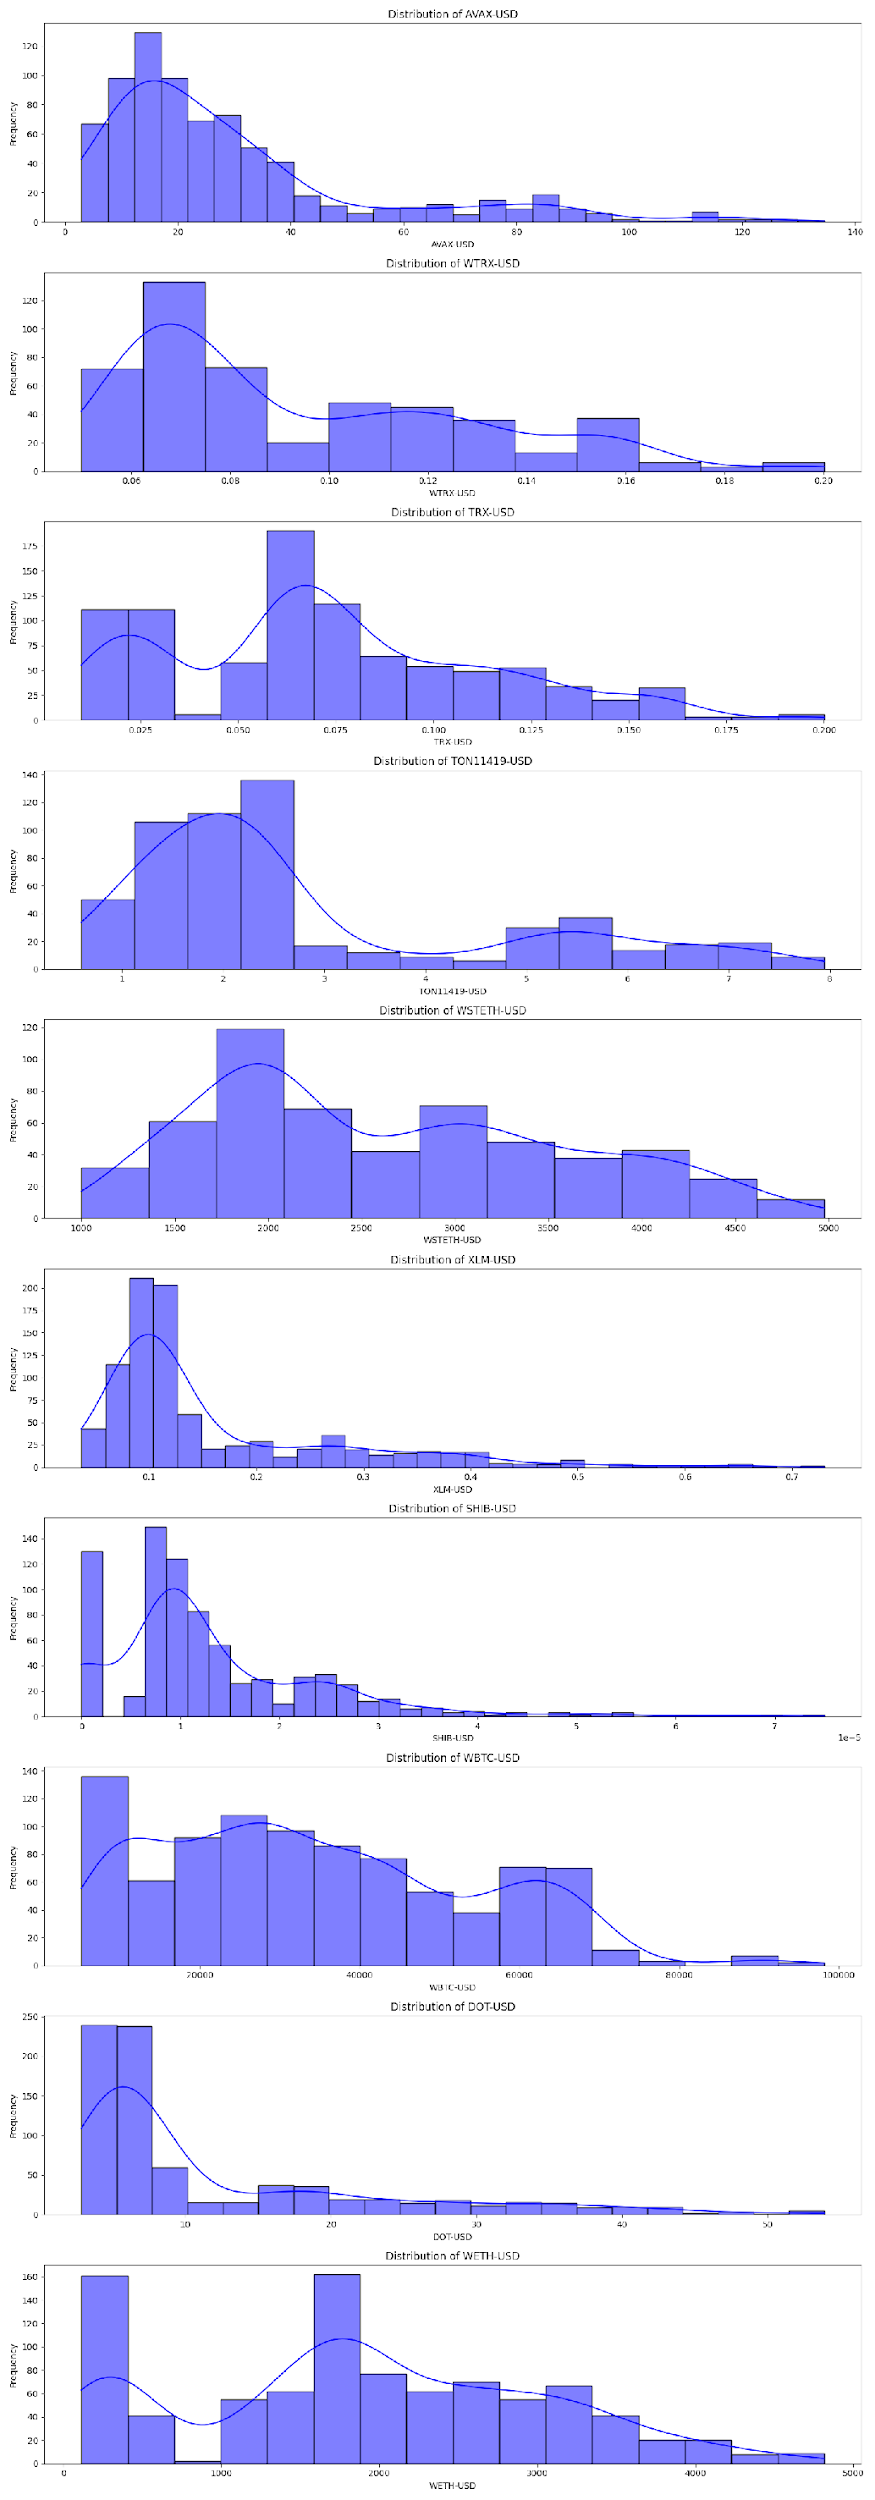 Distribution of AVAX-USD
120
100
80
60
40
20
0
Frequency
0 20 40 60 80 100 120 140
AVAX-USD
Distribution of WTRX-USD
120
100
80
60
40
20
0
Frequency
0.06 0.08 0.10 0.12 0.14 0.16 0.18 0.20
WTRX-USD
Distribution of TRX-USD
175
150
125
100
75
50
25
0
Frequency
0.025 0.050 0.075 0.100 0.125 0.150 0.175 0.200
TRX-USD
Distribution of TON11419-USD
140
120
100
80
60
40
20
0
Frequency
1 2 3 4 5 6 7 8
TON11419-USD
Distribution of WSTETH-USD
120
100
80
60
40
20
0
Frequency
1000 1500 2000 2500 3000 3500 4000 4500 5000
WSTETH-USD
Distribution of XLM-USD
200
175
150
125
100
75
50
25
0
Frequency
0.1 0.2 0.3 0.4 0.5 0.6 0.7
XLM-USD
Distribution of SHIB-USD
140
120
100
80
60
40
20
0
Frequency
0 1 2 3 4 5 6 7
SHIB-USD
1e−5
Distribution of WBTC-USD
140
120
100
80
60
40
20
0
Frequency
20000 40000 60000 80000 100000
WBTC-USD
Distribution of DOT-USD
250
200
150
100
50
0
Frequency
10 20 30 40 50
DOT-USD
Distribution of WETH-USD
160
140
120
100
80
60
40
20
0
Frequency
0 1000 2000 3000 4000 5000
WETH-USD